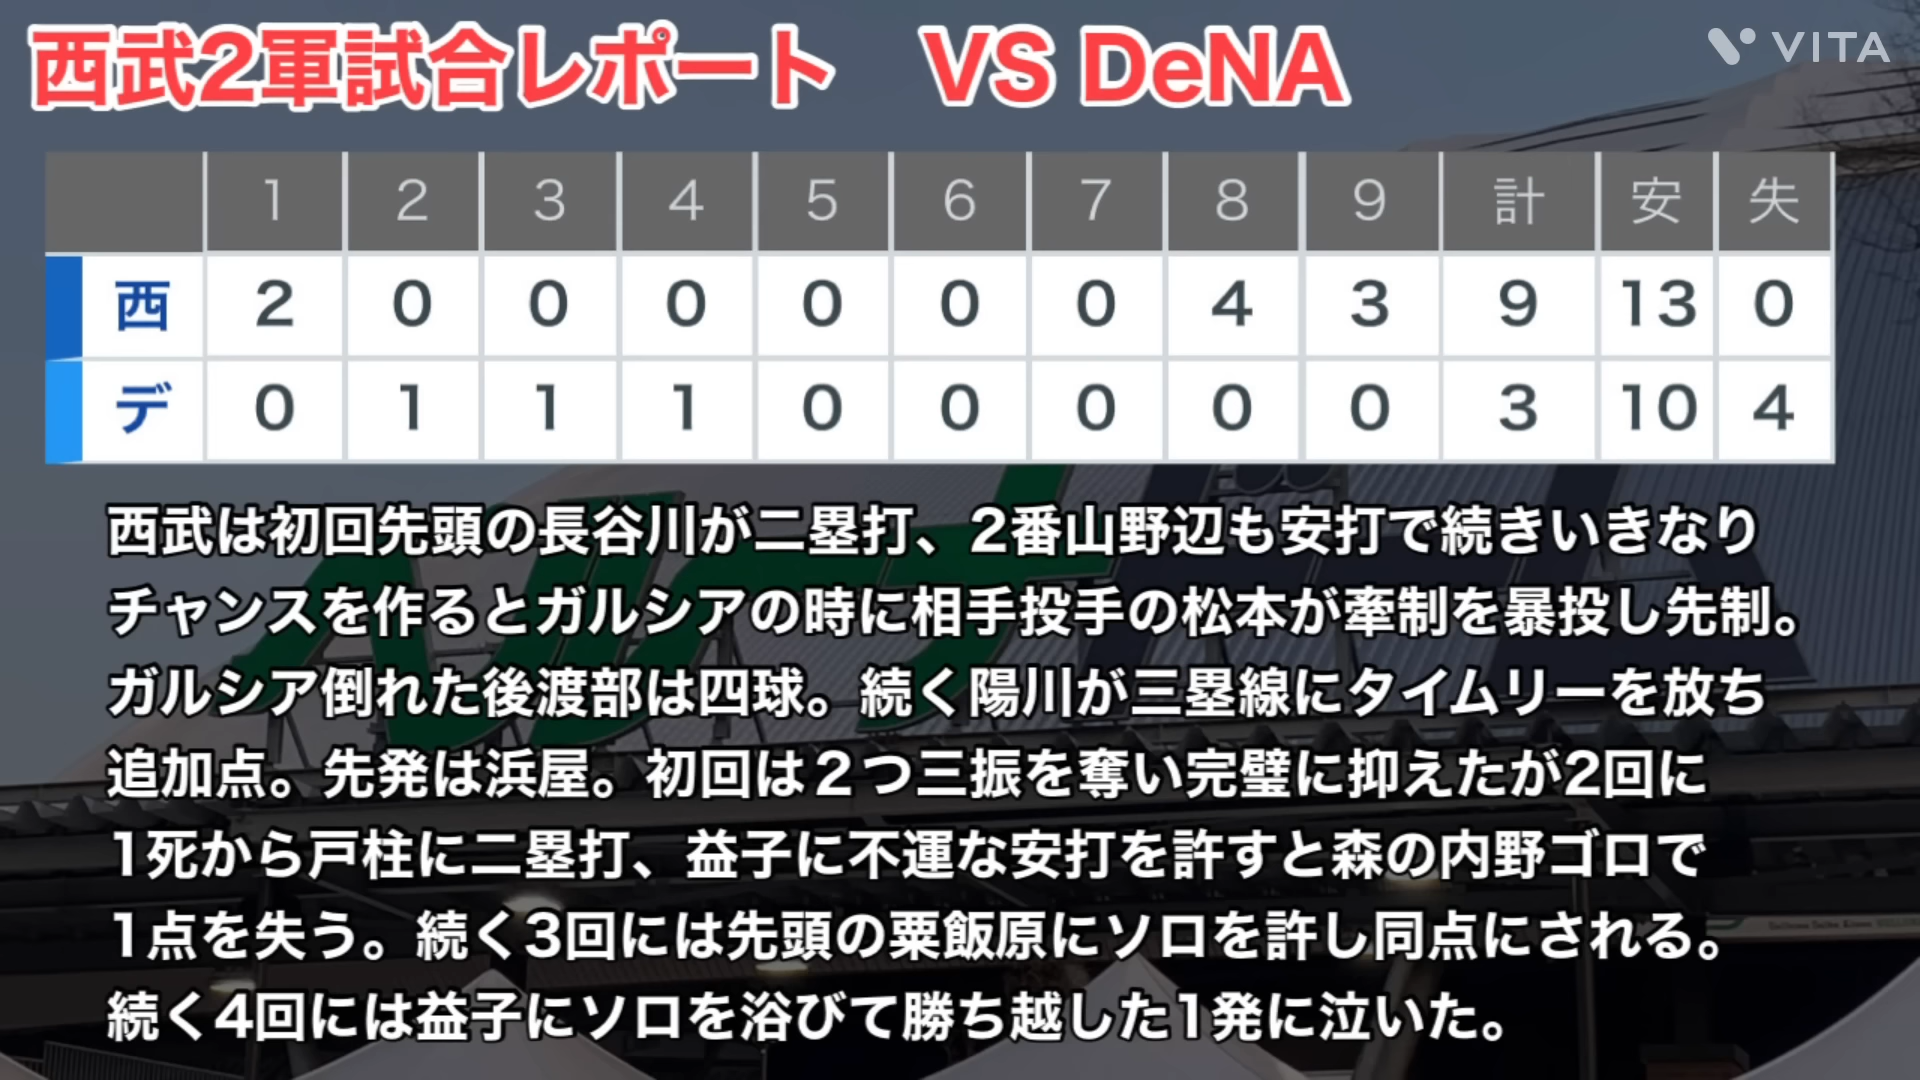 西武2軍試合レポート　VS DeNA
VITA
1 2 3 4 5 6 7 8 9 計 安 失
西 2 0 0 0 0 0 0 4 3 9 13 0
デ 0 1 1 1 0 0 0 0 0 3 10 4
西武は初回先頭の長谷川が二塁打、2番山野辺も安打で続きいきなり
チャンスを作るとガルシアの時に相手投手の松本が牽制を暴投し先制。
ガルシア倒れた後渡部は四球。続く陽川が三塁線にタイムリーを放ち
追加点。先発は浜屋。初回は２つ三振を奪い完璧に抑えたが2回に
1死から戸柱に二塁打、益子に不運な安打を許すと森の内野ゴロで
1点を失う。続く3回には先頭の粟飯原にソロを許し同点にされる。
続く4回には益子にソロを浴びて勝ち越した1発に泣いた。